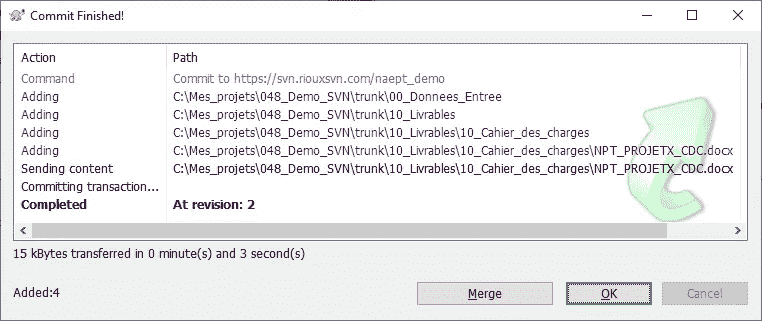 Commit Finished!
Action Path
Command Commit to https://svn.riouxsvn.com/naept_demo
Adding C:\Mes_projets\048_Demo_SVN\trunk\00_Donnees_Entree
Adding C:\Mes_projets\048_Demo_SVN\trunk\10_Livrables
Adding C:\Mes_projets\048_Demo_SVN\trunk\10_Livrables\10_Cahier_des_charges
Adding C:\Mes_projets\048_Demo_SVN\trunk\10_Livrables\10_Cahier_des_charges\NPT_PROJETX_CDC.docx
Sending content C:\Mes_projets\048_Demo_SVN\trunk\10_Livrables\10_Cahier_des_charges\NPT_PROJETX_CDC.docx
Committing transaction...
Completed At revision: 2
15 kBytes transferred in 0 minute(s) and 3 second(s)
Added:4 Merge OK Cancel